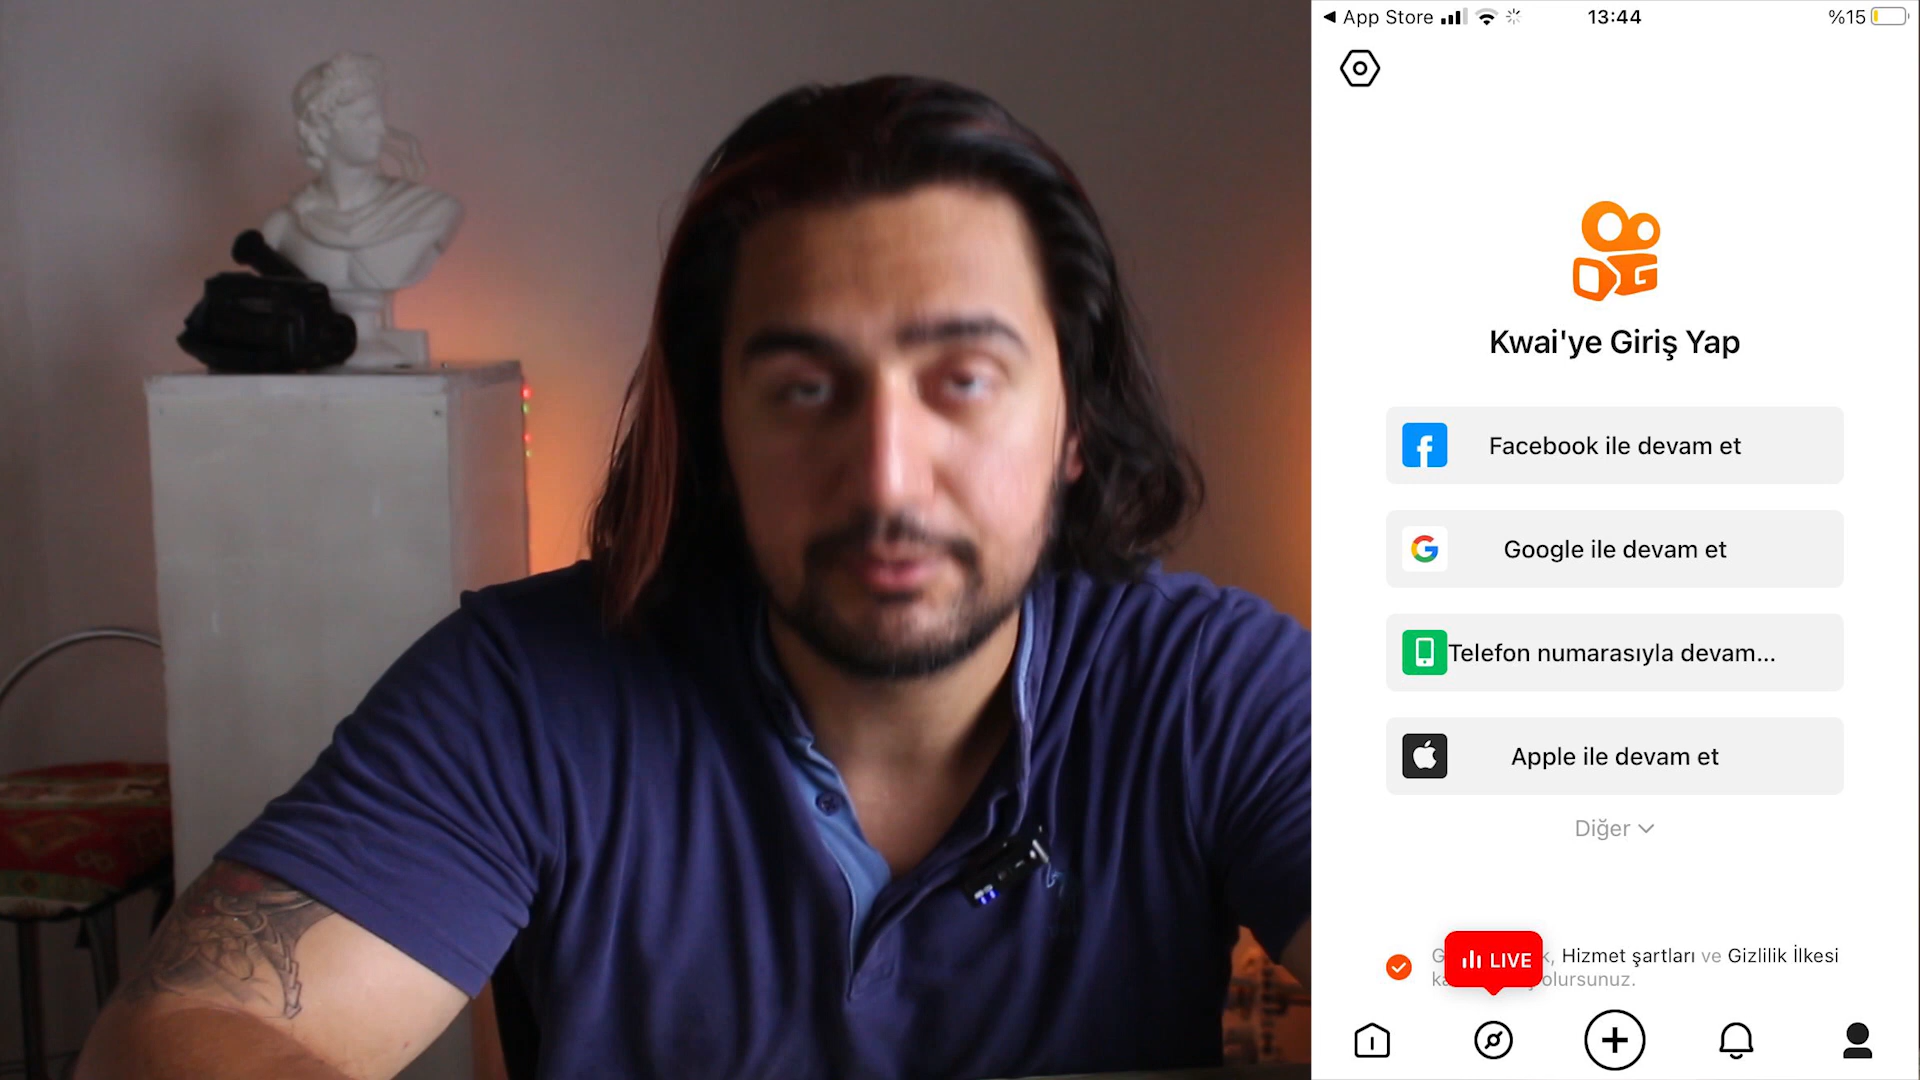 App Store
13:44
%15
Kwai'ye Giriş Yap
Facebook ile devam et
Google ile devam et
Telefon numarasıyla devam...
Apple ile devam et
Diğer
Hizmet şartları ve Gizlilik İlkesi
olursunuz.
LIVE